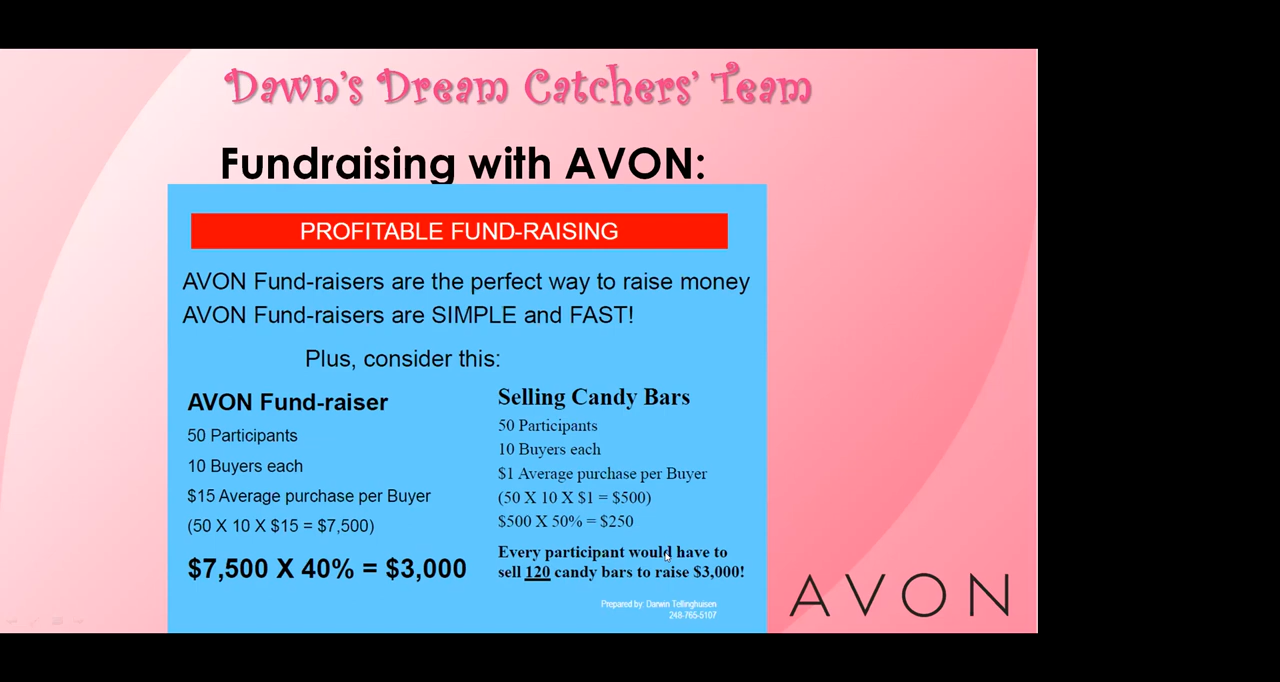 Dawn's Dream Catchers' Team
Fundraising with AVON:
PROFITABLE FUND-RAISING
AVON Fund-raisers are the perfect way to raise money
AVON Fund-raisers are SIMPLE and FAST!
Plus, consider this:
AVON Fund-raiser
50 Participants
10 Buyers each
$15 Average purchase per Buyer
(50 X 10 X $15 = $7,500)
$7,500 X 40% = $3,000
Selling Candy Bars
50 Participants
10 Buyers each
$1 Average purchase per Buyer
(50 X 10 X $1 = $500)
$500 X 50% = $250
Every participant would have to
sell 120 candy bars to raise $3,000!
Prepared by: Darwin Tellinghuisen
248-765-5107
AVON